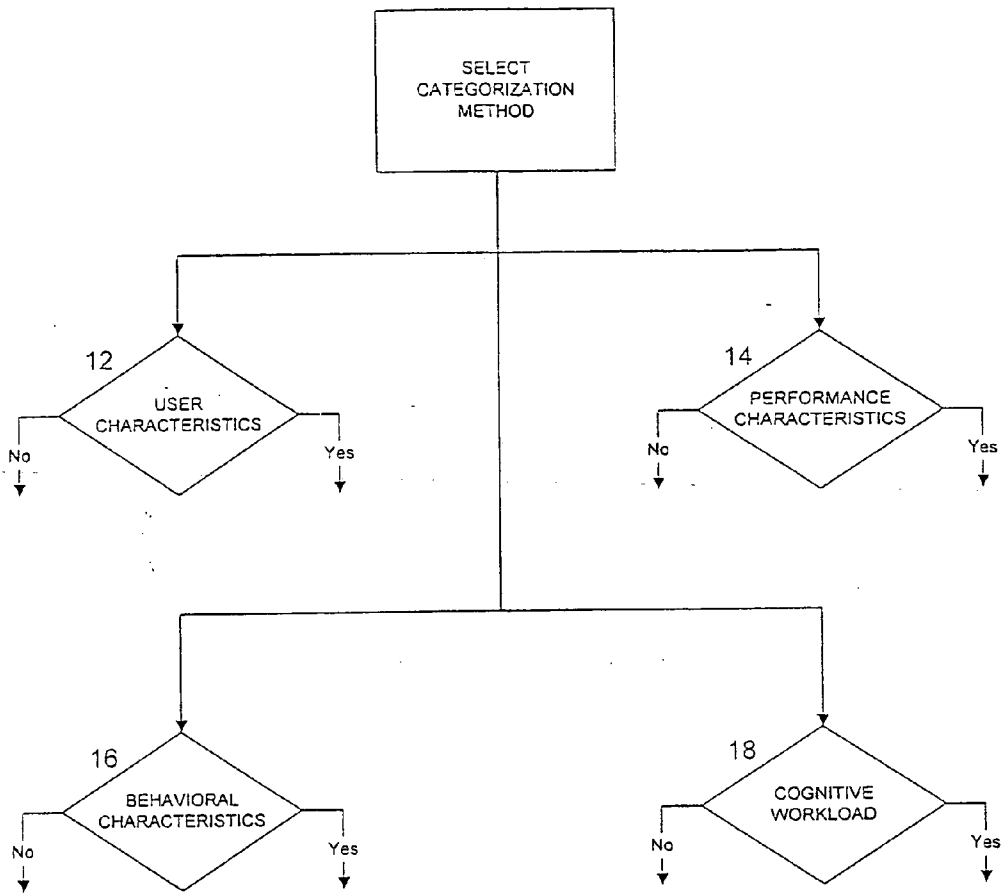 SELECT
CATEGORIZATION
METHOD
12
USER
CHARACTERISTICS
No
Yes
14
PERFORMANCE
CHARACTERISTICS
No
Yes
16
BEHAVIORAL
CHARACTERISTICS
No
Yes
18
COGNITIVE
WORKLOAD
No
Yes